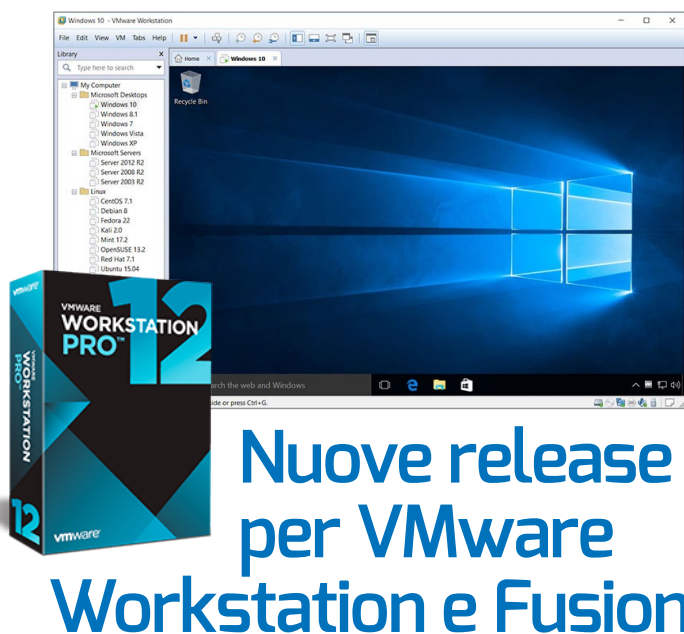 Windows 10 - VMware Workstation
File Edit View VM Tabs Help
Library x
Home × Windows 10 ×
Type here to search
My Computer
Microsoft Desktops
Windows 10
Windows 8.1
Windows 7
Windows Vista
Windows XP
Microsoft Servers
Server 2012 R2
Server 2008 R2
Server 2003 R2
Linux
CentOS 7.1
Debian 8
Fedora 22
Kali 2.0
Mint 17.2
OpenSUSE 13.2
Red Hat 7.1
Ubuntu 15.04
Recycle Bin
arch the web and Windows
side or press Ctrl+G.
vmware
12
VMWARE
WORKSTATION
PRO™
VMWARE
WORKSTATION
PRO
12
vmware
Nuove release
per VMware
Workstation e Fusion